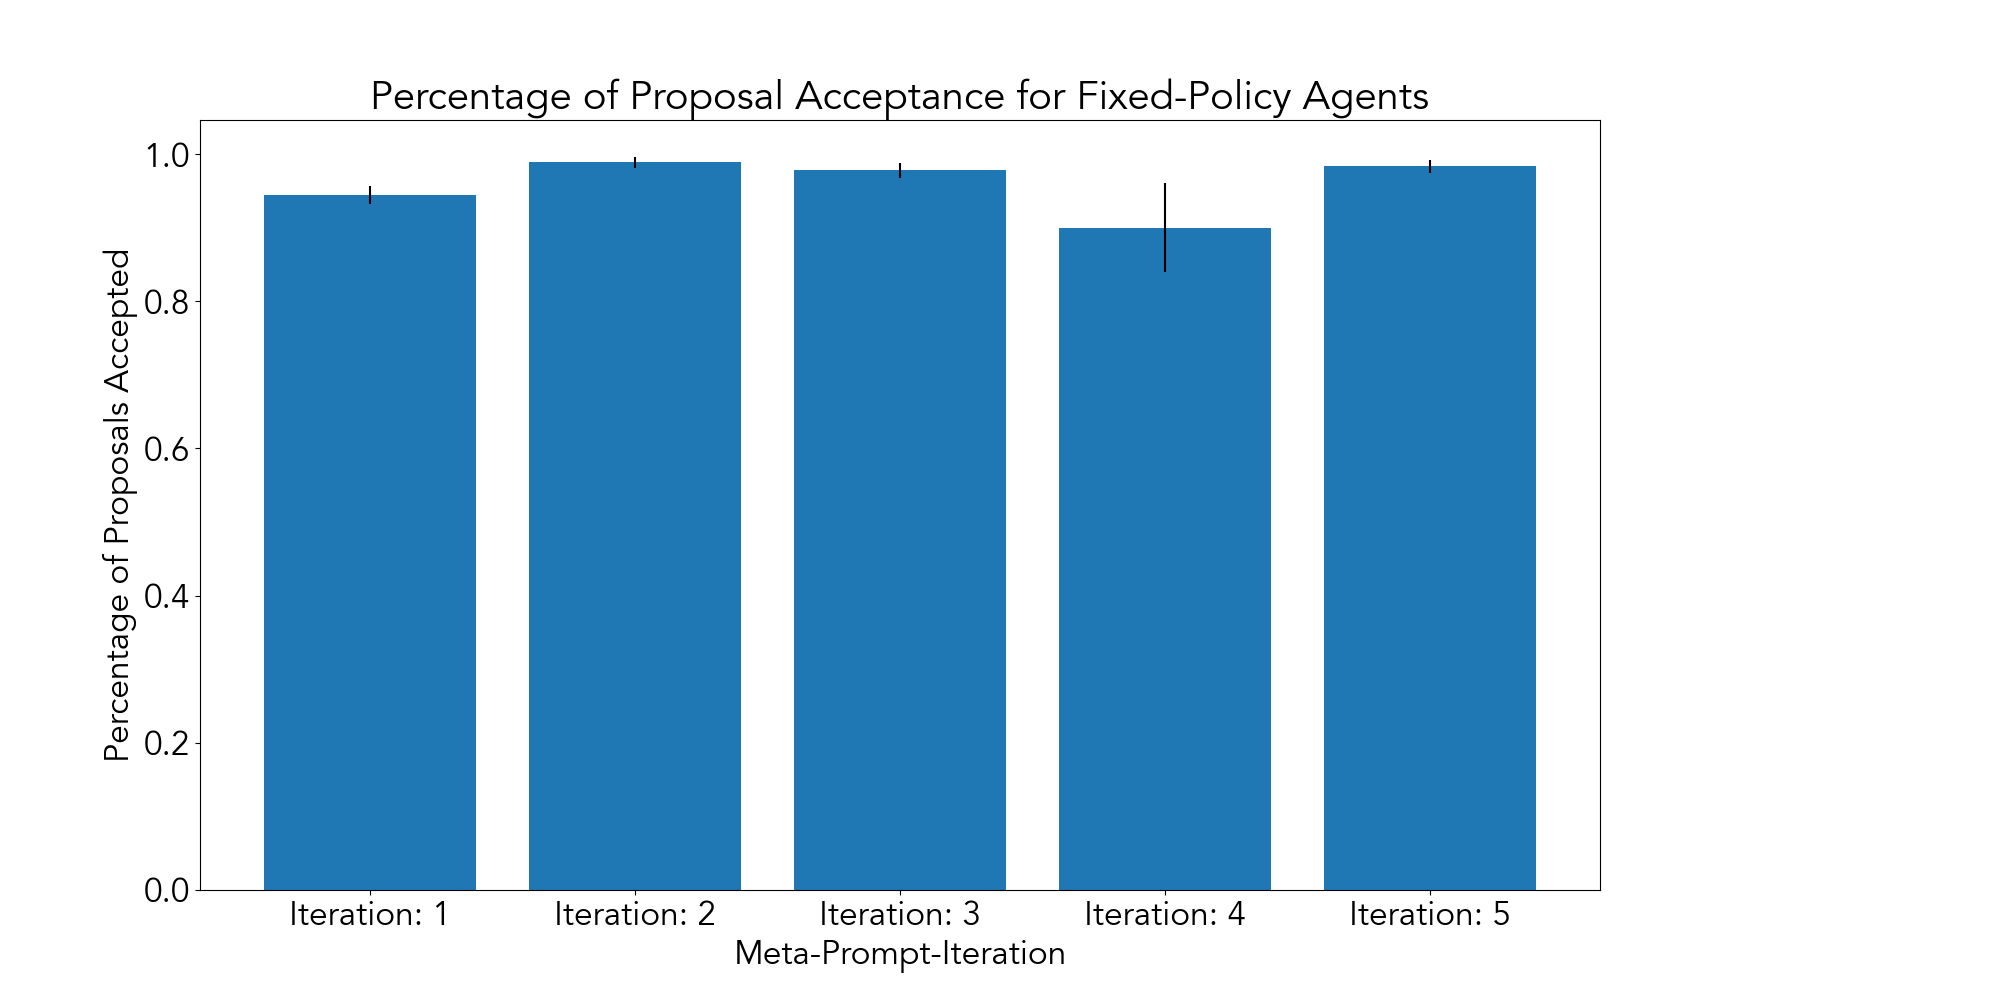 Percentage of Proposal Acceptance for Fixed-Policy Agents
Percentage of Proposals Accepted
1.0
0.8
0.6
0.4
0.2
0.0
Iteration: 1
Iteration: 2
Iteration: 3
Iteration: 4
Iteration: 5
Meta-Prompt-Iteration